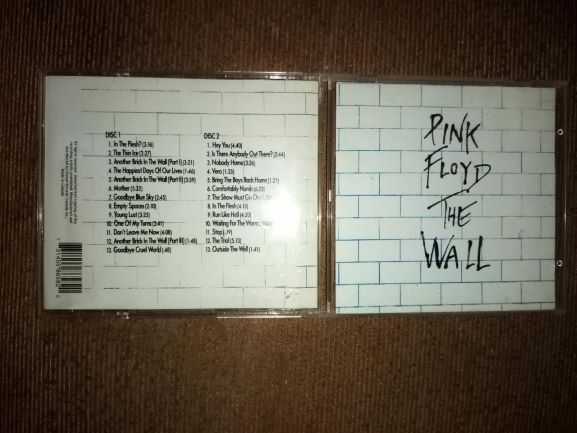 DISC 1
1. In The Flesh? (3:16)
2. The Thin Ice (2:27)
3. Another Brick In The Wall (Part I) (3:21)
4. The Happiest Days Of Our Lives (1:46)
5. Another Brick In The Wall (Part II) (3:59)
6. Mother (5:32)
7. Goodbye Blue Sky (2:45)
8. Empty Spaces (2:10)
9. Young Lust (3:25)
10. One Of My Turns (3:41)
11. Don't Leave Me Now (4:08)
12. Another Brick In The Wall (Part III) (1:48)
13. Goodbye Cruel World (.48)
DISC 2
1. Hey You (4:40)
2. Is There Anybody Out There? (2:44)
3. Nobody Home (3:26)
4. Vera (1:35)
5. Bring The Boys Back Home (1:21)
6. Comfortably Numb (6:23)
7. The Show Must Go On
8. In The Flesh (4:15)
9. Run Like Hell (4:20)
10. Waiting For The
11. Stop (.19)
12. The Trial (5:13)
13. Outside The Wall (1:41)
PINK
FLOYD
THE
WALL